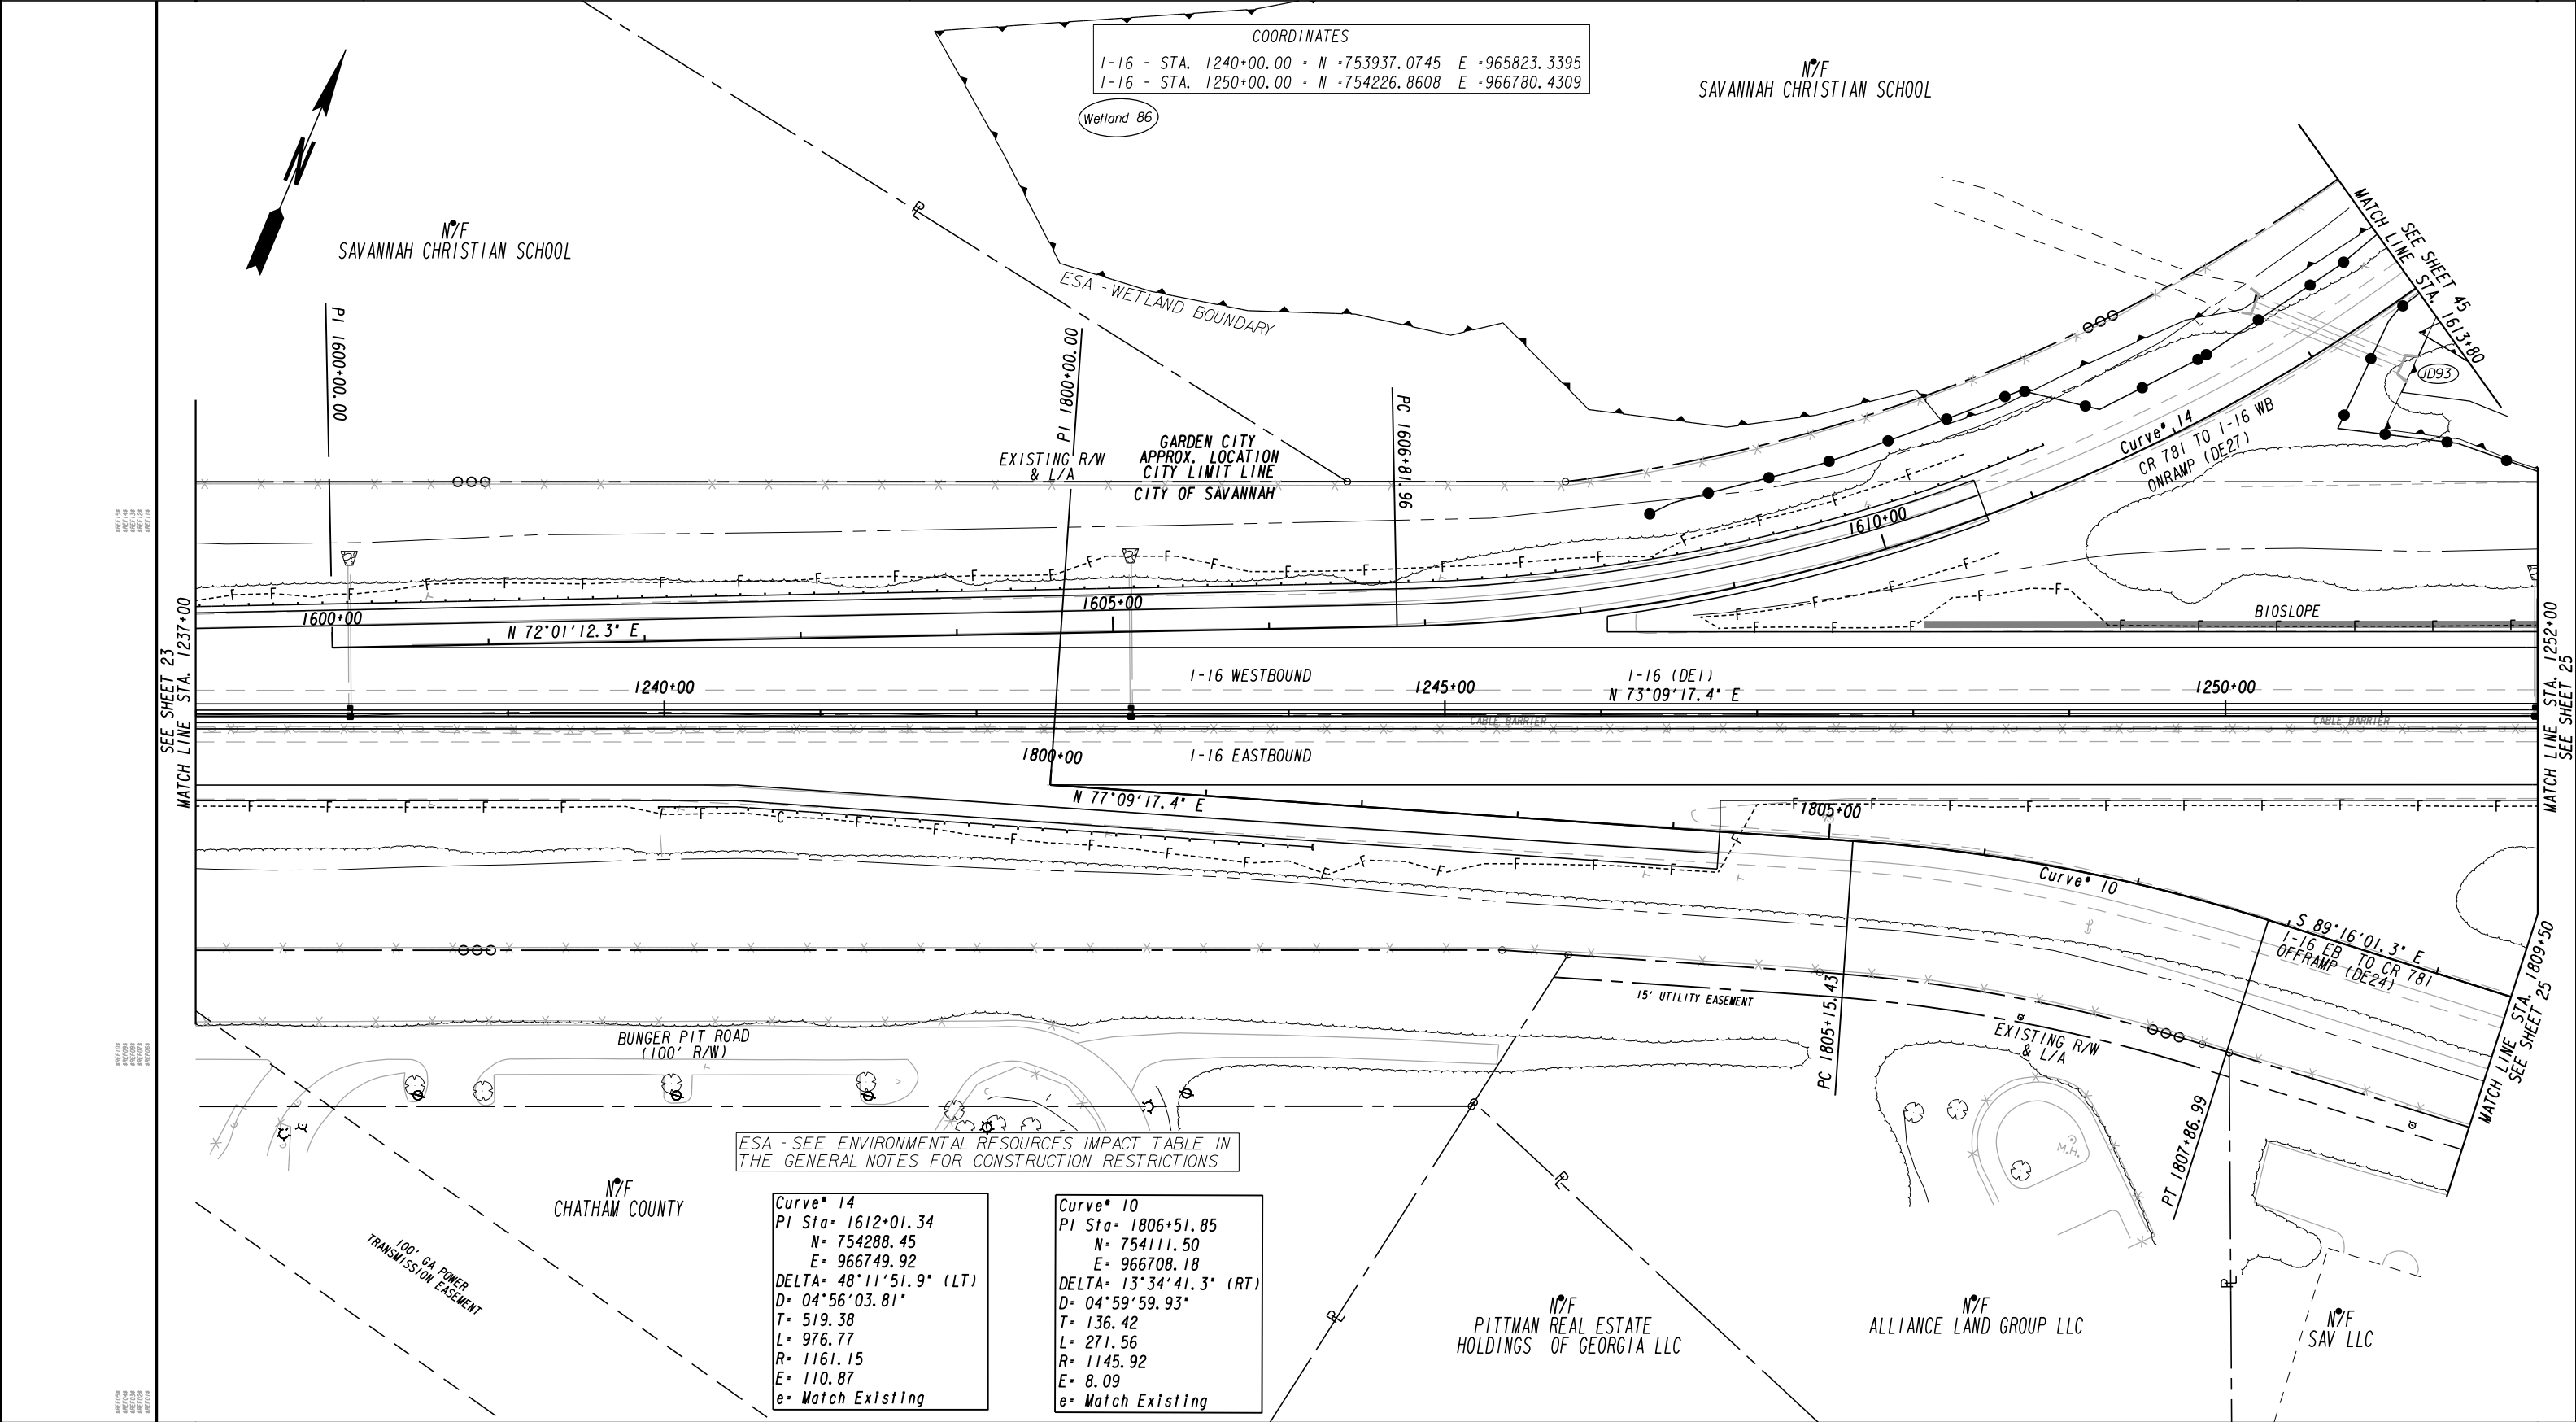 COORDINATES
I-16 - STA. 1240+00.00 = N =753937.0745 E =965823.3395
I-16 - STA. 1250+00.00 = N =754226.8608 E =966780.4309
Wetland 86
N/F
SAVANNAH CHRISTIAN SCHOOL
N
N/F
SAVANNAH CHRISTIAN SCHOOL
PL
ESA - WETLAND BOUNDARY
MATCH LINE STA. 1613+80
SEE SHEET 45
JD93
PI 1600+00.00
PI 1800+00.00
PC 1606+81.96
EXISTING R/W
& L/A
GARDEN CITY
APPROX. LOCATION
CITY LIMIT LINE
CITY OF SAVANNAH
Curve# 14
CR 781 TO I-16 WB
ONRAMP (DE27)
1610+00
1605+00
1600+00
N 72°01'12.3" E
BIOSLOPE
SEE SHEET 23
MATCH LINE STA. 1237+00
I-16 WESTBOUND
I-16 (DE1)
N 73°09'17.4" E
1240+00
1245+00
1250+00
CABLE BARRIER
CABLE BARRIER
MATCH LINE STA. 1252+00
SEE SHEET 25
1800+00
I-16 EASTBOUND
N 77°09'17.4" E
1805+00
Curve# 10
S 89°16'01.3" E
I-16 EB TO CR 781
OFFRAMP (DE24)
MATCH LINE STA. 1809+50
SEE SHEET 25
15' UTILITY EASEMENT
PC 1805+15.43
EXISTING R/W
& L/A
PT 1807+86.99
BUNGER PIT ROAD
(100' R/W)
M.H.
ESA - SEE ENVIRONMENTAL RESOURCES IMPACT TABLE IN
THE GENERAL NOTES FOR CONSTRUCTION RESTRICTIONS
N/F
CHATHAM COUNTY
100' GA POWER
TRANSMISSION EASEMENT
Curve# 14
PI Sta= 1612+01.34
N= 754288.45
E= 966749.92
DELTA= 48°11'51.9" (LT)
D= 04°56'03.81"
T= 519.38
L= 976.77
R= 1161.15
E= 110.87
e= Match Existing
Curve# 10
PI Sta= 1806+51.85
N= 754111.50
E= 966708.18
DELTA= 13°34'41.3" (RT)
D= 04°59'59.93"
T= 136.42
L= 271.56
R= 1145.92
E= 8.09
e= Match Existing
PL
PL
PL
N/F
PITTMAN REAL ESTATE
HOLDINGS OF GEORGIA LLC
N/F
ALLIANCE LAND GROUP LLC
N/F
SAV LLC